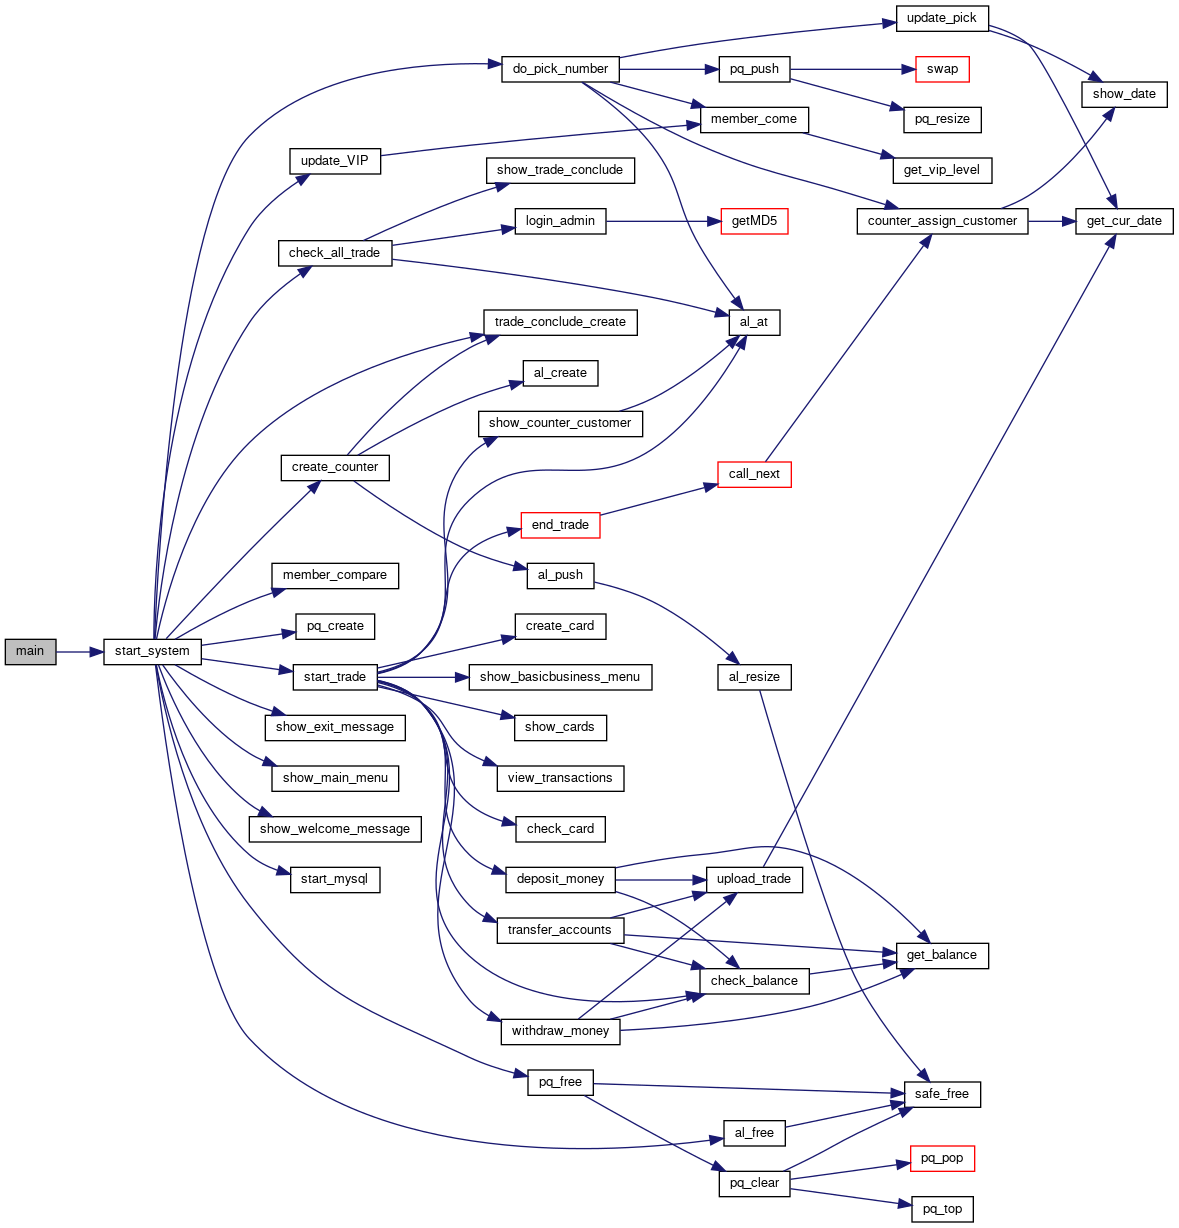 update_pick
do_pick_number
pq_push
swap
show_date
member_come
pq_resize
update_VIP
show_trade_conclude
get_vip_level
login_admin
getMD5
counter_assign_customer
get_cur_date
check_all_trade
trade_conclude_create
al_at
al_create
show_counter_customer
create_counter
call_next
end_trade
member_compare
al_push
pq_create
create_card
main
start_system
start_trade
show_basicbusiness_menu
al_resize
show_exit_message
show_cards
show_main_menu
view_transactions
show_welcome_message
check_card
start_mysql
deposit_money
upload_trade
transfer_accounts
get_balance
check_balance
withdraw_money
pq_free
safe_free
al_free
pq_pop
pq_clear
pq_top